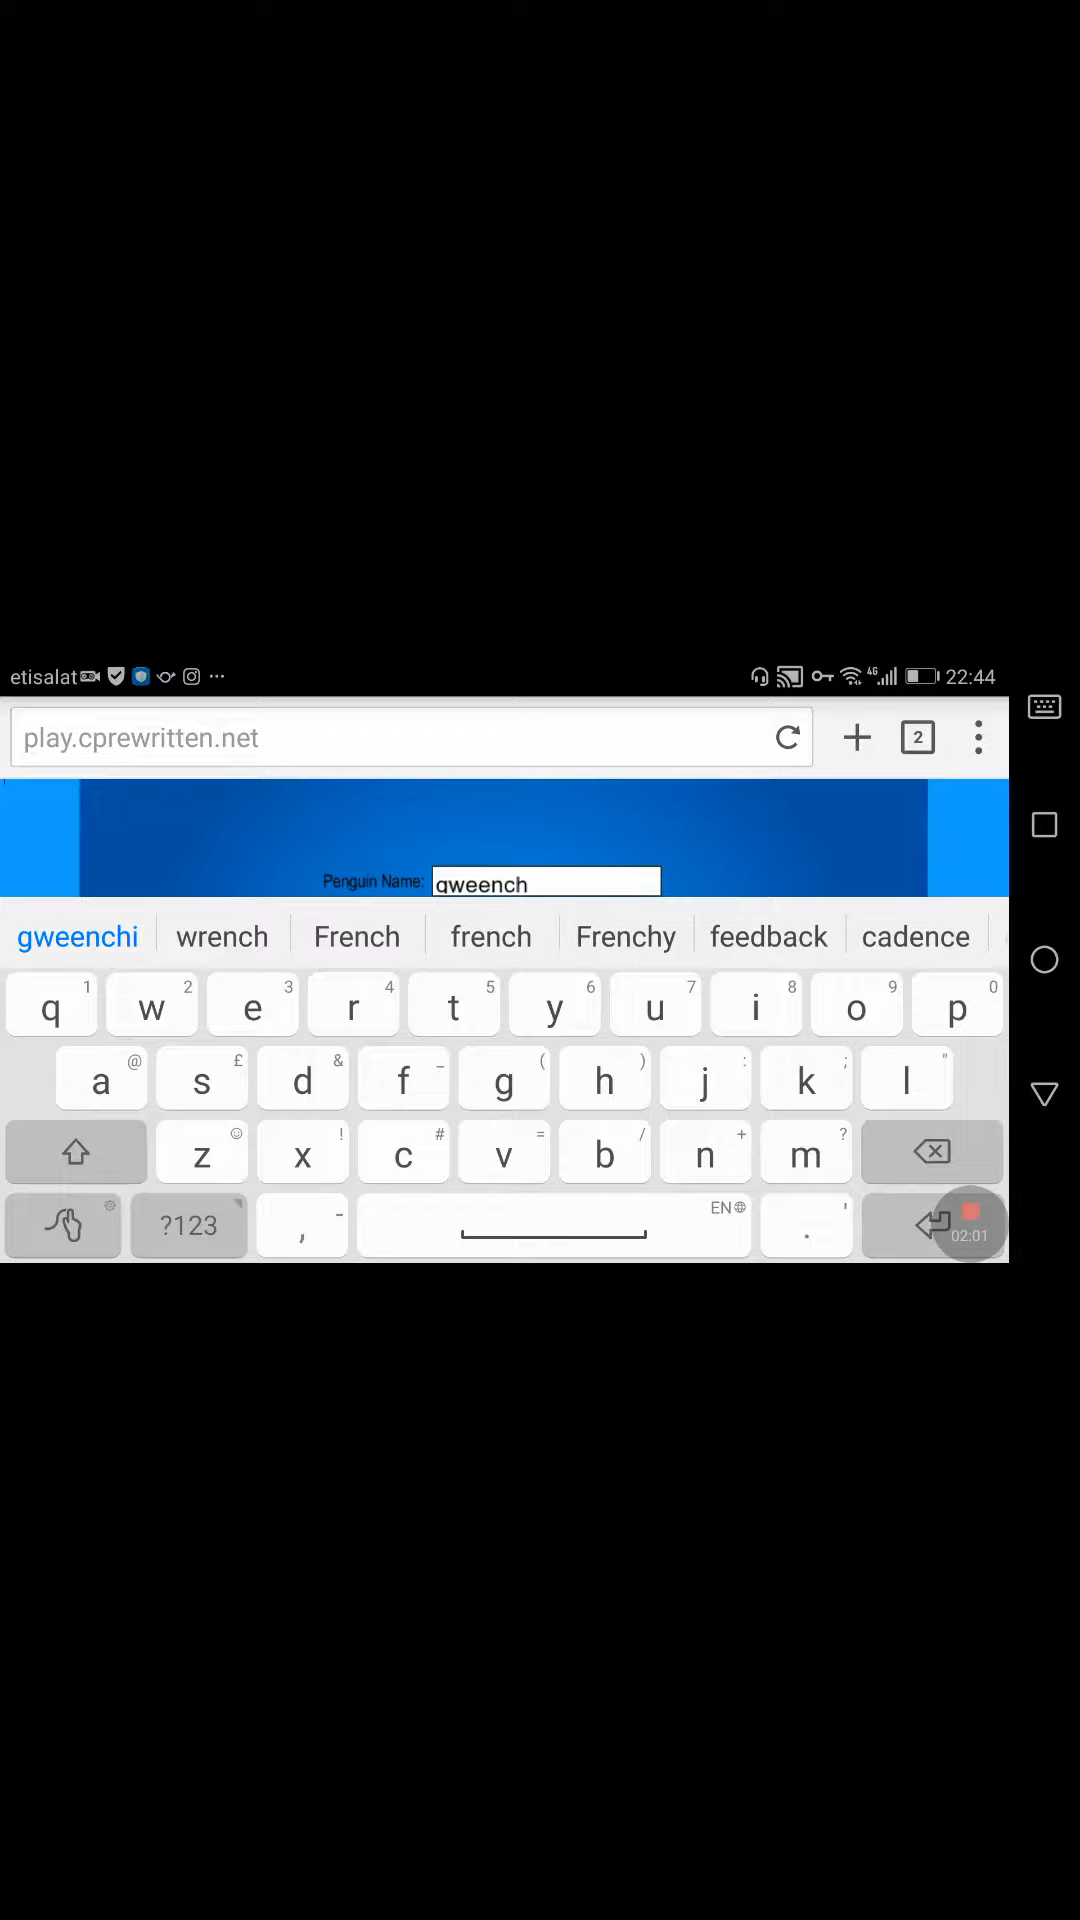 etisalat ... 4G 22:44
play.cprewritten.net 2
Penguin Name: gweench
gweenchi wrench French french Frenchy feedback cadence
q 1 w 2 e 3 r 4 t 5 y 6 u 7 i 8 o 9 p 0
a @ s £ d & f _ g ( h ) j : k ; l "
z x ! c # v = b / n + m ?
?123 , - EN . '
02:01